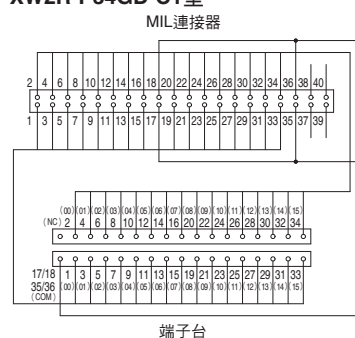 MIL連接器
2 4 6 8 10 12 14 16 18 20 22 24 26 28 30 32 34 36 38 40
1 3 5 7 9 11 13 15 17 19 21 23 25 27 29 31 33 35 37 39
(00) (01) (02) (03) (04) (05) (06) (07) (08) (09) (10) (11) (12) (13) (14) (15)
(NC) 2 4 6 8 10 12 14 16 20 22 24 26 28 30 32 34
17/18 1 3 5 7 9 11 13 15 19 21 23 25 27 29 31 33
35/36 (00) (01) (02) (03) (04) (05) (06) (07) (08) (09) (10) (11) (12) (13) (14) (15)
(COM)
端子台